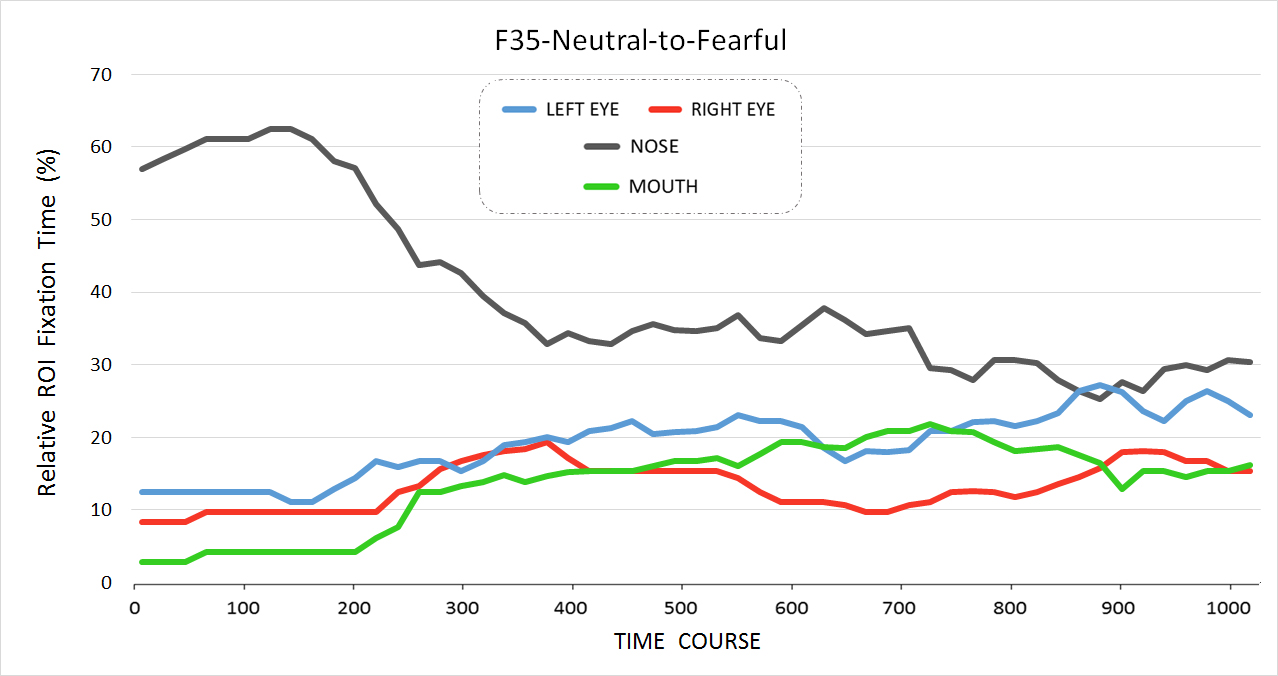 F35-Neutral-to-Fearful
70
LEFT EYE RIGHT EYE
NOSE
MOUTH
60
50
40
30
20
10
0
Relative ROI Fixation Time (%)
0 100 200 300 400 500 600 700 800 900 1000
TIME COURSE